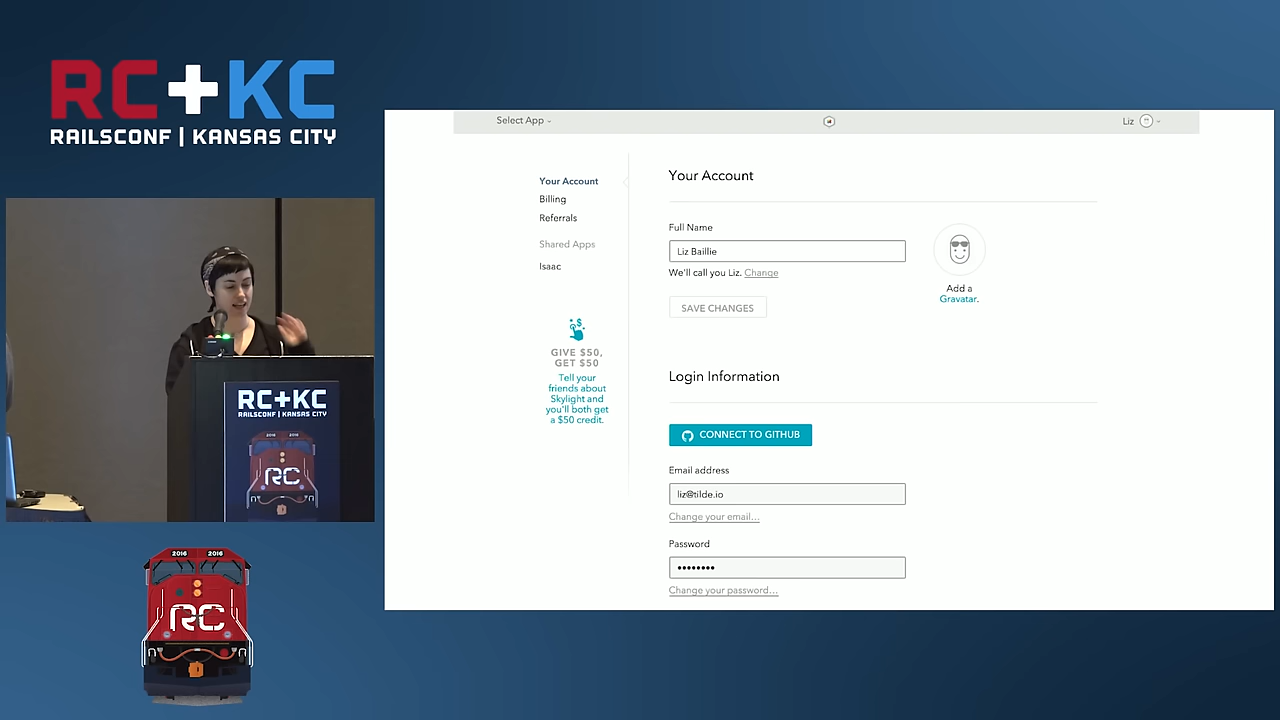 RC+KC
RAILSCONF | KANSAS CITY
Select App
Liz
Your Account
Billing
Referrals
Shared Apps
Isaac
GIVE $50,
GET $50
Tell your
friends about
Skylight and
you'll both get
a $50 credit.
Your Account
Full Name
Liz Baillie
We'll call you Liz. Change
SAVE CHANGES
Add a
Gravatar.
Login Information
CONNECT TO GITHUB
Email address
liz@tilde.io
Change your email...
Password
••••••••
Change your password...
RC+KC
RAILSCONF | KANSAS CITY
2016 2016
RC
2016 2016
RC